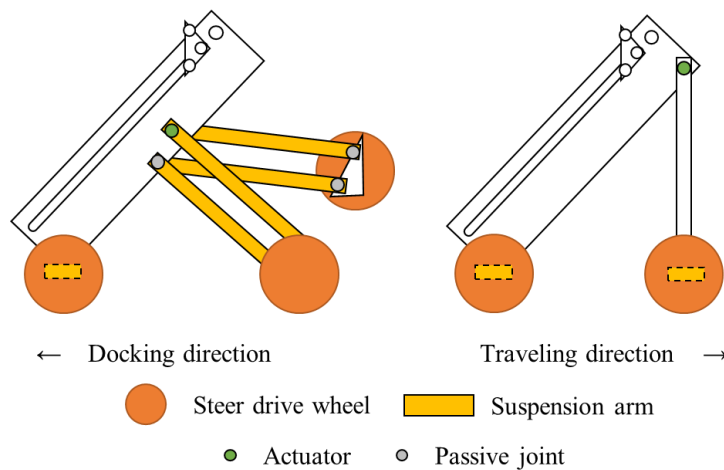 ← Docking direction
Traveling direction →
Steer drive wheel
Suspension arm
Actuator
Passive joint